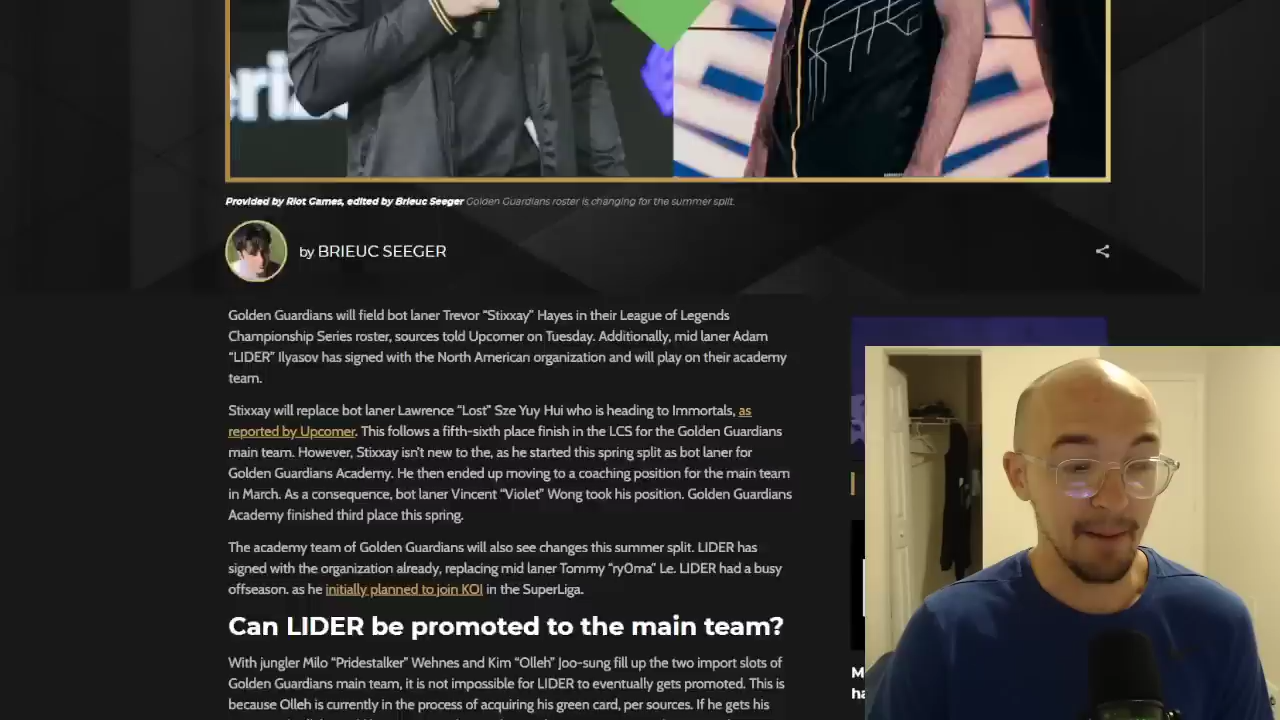 eriz
Provided by Riot Games, edited by Brieuc Seeger Golden Guardians roster is changing for the summer split.
by BRIEUC SEEGER
Golden Guardians will field bot laner Trevor “Stixxay” Hayes in their League of Legends
Championship Series roster, sources told Upcomer on Tuesday. Additionally, mid laner Adam
“LIDER” Ilyasov has signed with the North American organization and will play on their academy
team.
Stixxay will replace bot laner Lawrence “Lost” Sze Yuy Hui who is heading to Immortals, as
reported by Upcomer. This follows a fifth-sixth place finish in the LCS for the Golden Guardians
main team. However, Stixxay isn’t new to the, as he started this spring split as bot laner for
Golden Guardians Academy. He then ended up moving to a coaching position for the main team
in March. As a consequence, bot laner Vincent “Violet” Wong took his position. Golden Guardians
Academy finished third place this spring.
The academy team of Golden Guardians will also see changes this summer split. LIDER has
signed with the organization already, replacing mid laner Tommy “ry0ma” Le. LIDER had a busy
offseason. as he initially planned to join KOI in the SuperLiga.
Can LIDER be promoted to the main team?
With jungler Milo “Pridestalker” Wehnes and Kim “Olleh” Joo-sung fill up the two import slots of
Golden Guardians main team, it is not impossible for LIDER to eventually gets promoted. This is
because Olleh is currently in the process of acquiring his green card, per sources. If he gets his
M
ha